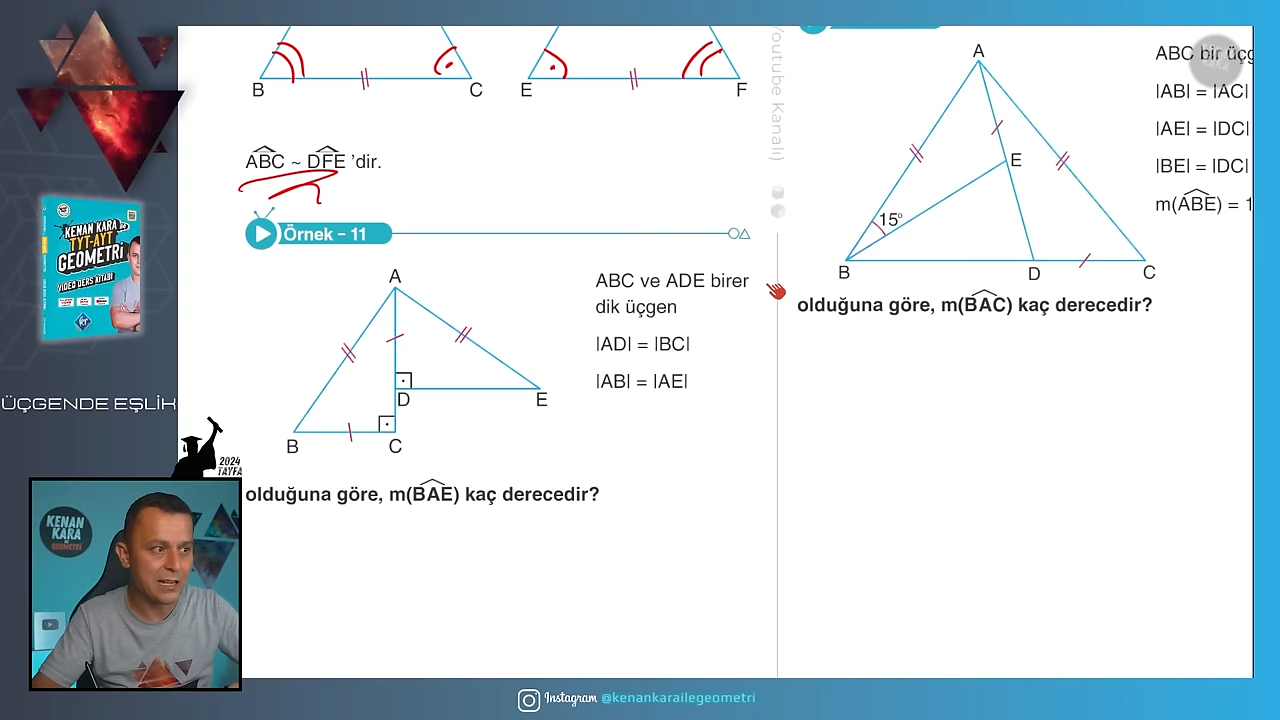 B
C
E
F
ABC ~ DFE 'dir.
Örnek - 11
A
D
E
B
C
ABC ve ADE birer
dik üçgen
|AD| = |BC|
|AB| = |AE|
olduğuna göre, m(BAE) kaç derecedir?
outube Kanalı)
A
E
15°
B
D
C
ABC bir üçg
|AB| = |AC|
|AE| = |DC|
|BE| = |DC|
m(ABE) = 1
olduğuna göre, m(BAC) kaç derecedir?
KENAN KARA
TYT-AYT
GEOMETRİ
VİDEO DERS KİTABI
ÜÇGENDE EŞLİK
2024
TAYFA
KENAN
KARA
GEOMETRİ
Instagram @kenankarailegeometri